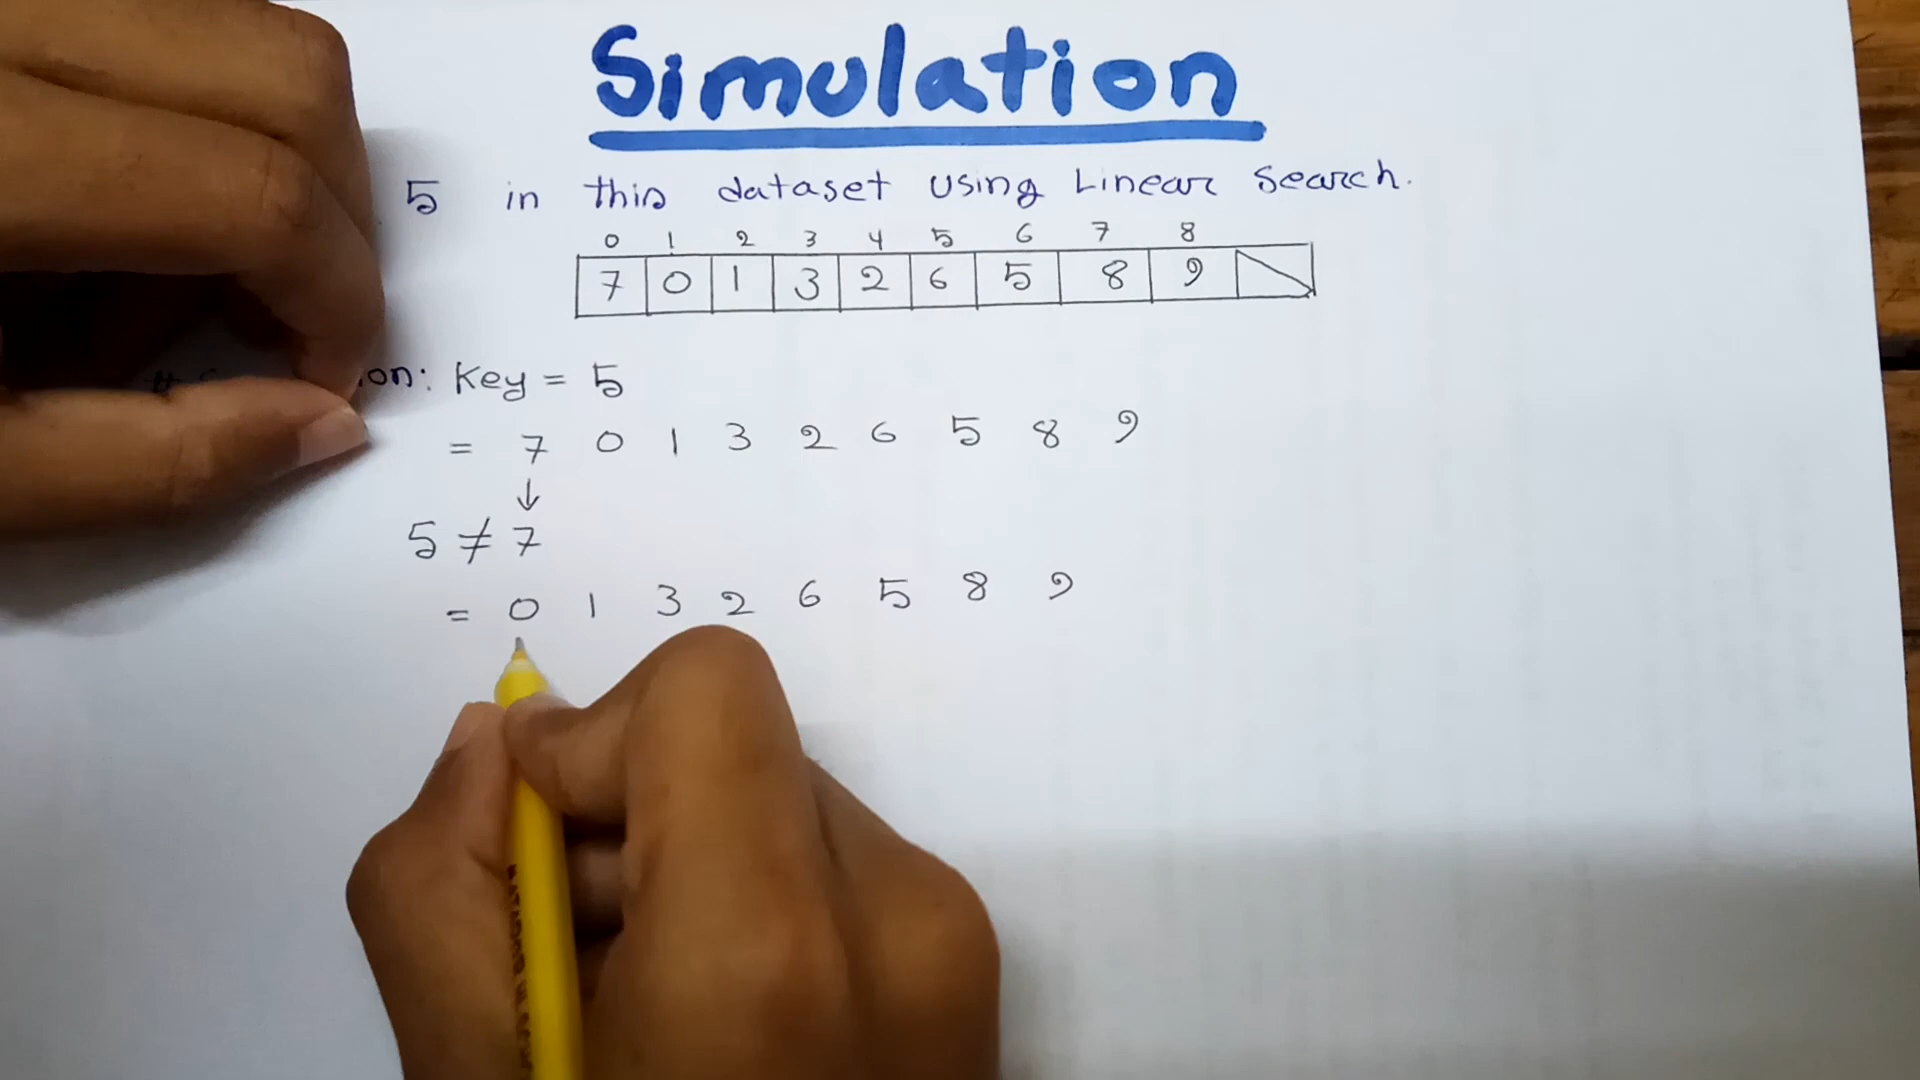 Simulation
5 in this dataset using Linear Search.
0 1 2 3 4 5 6 7 8
7 0 1 3 2 6 5 8 9
on: Key = 5
= 7 0 1 3 2 6 5 8 9
↓
5 ≠ 7
= 0 1 3 2 6 5 8 9